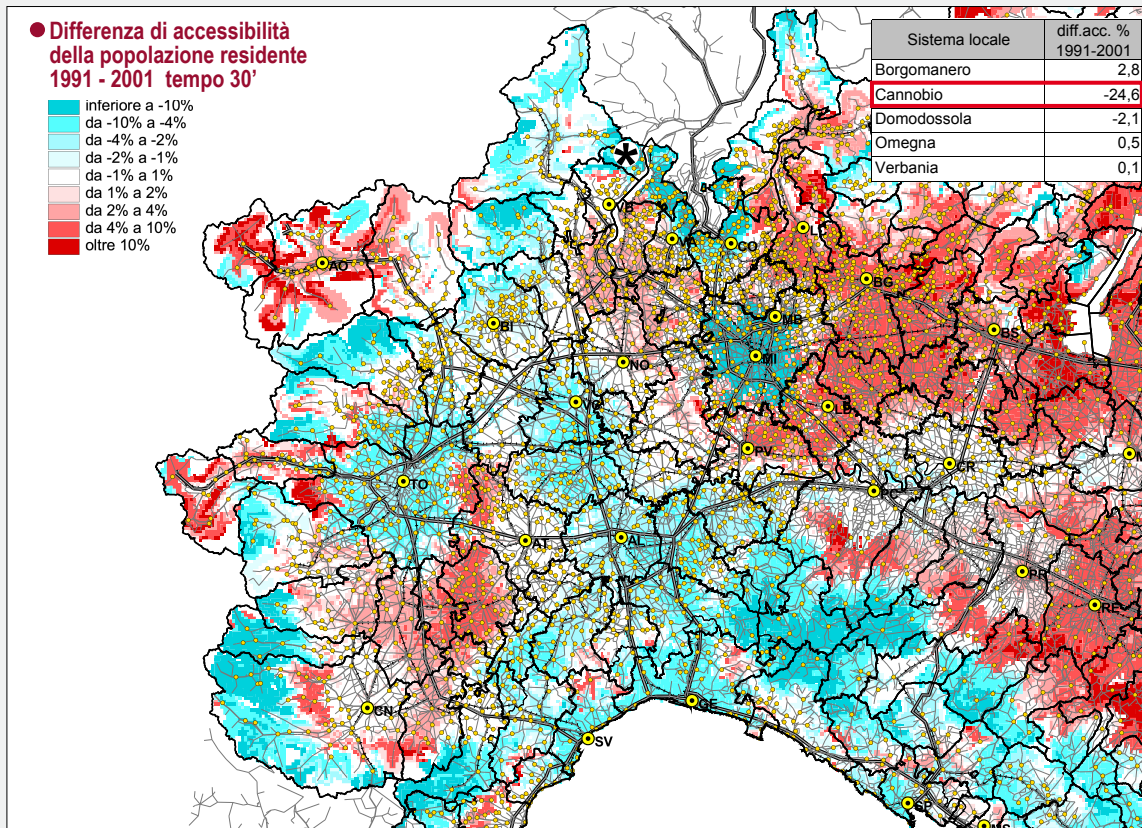 Differenza di accessibilità
della popolazione residente
1991 - 2001 tempo 30'
inferiore a -10%
da -10% a -4%
da -4% a -2%
da -2% a -1%
da -1% a 1%
da 1% a 2%
da 2% a 4%
da 4% a 10%
oltre 10%
Sistema locale diff.acc. % 1991-2001
Borgomanero 2,8
Cannobio -24,6
Domodossola -2,1
Omegna 0,5
Verbania 0,1
*
VB
VA
CO
LC
AO
BG
BI
MB
BS
MI
NO
VC
LO
PV
CR
TO
PC
AT
AL
PR
RE
CN
GE
SV
SP
MS